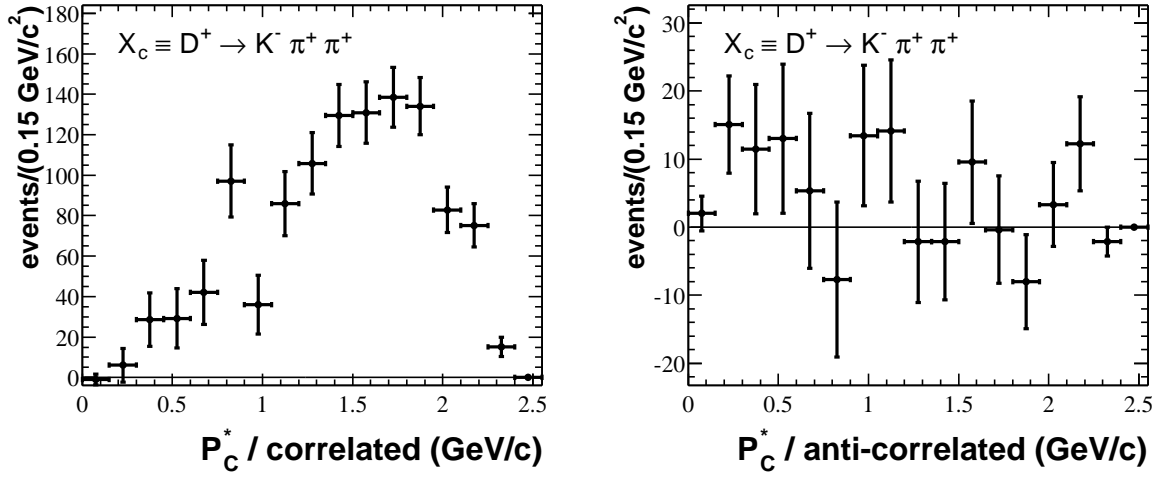 events/(0.15 GeV/c²)
X_c ≡ D⁺ → K⁻ π⁺ π⁺
180
160
140
120
100
80
60
40
20
0
0 0.5 1 1.5 2 2.5
P*_C / correlated (GeV/c)
events/(0.15 GeV/c²)
X_c ≡ D⁺ → K⁻ π⁺ π⁺
30
20
10
0
-10
-20
0 0.5 1 1.5 2 2.5
P*_C / anti-correlated (GeV/c)